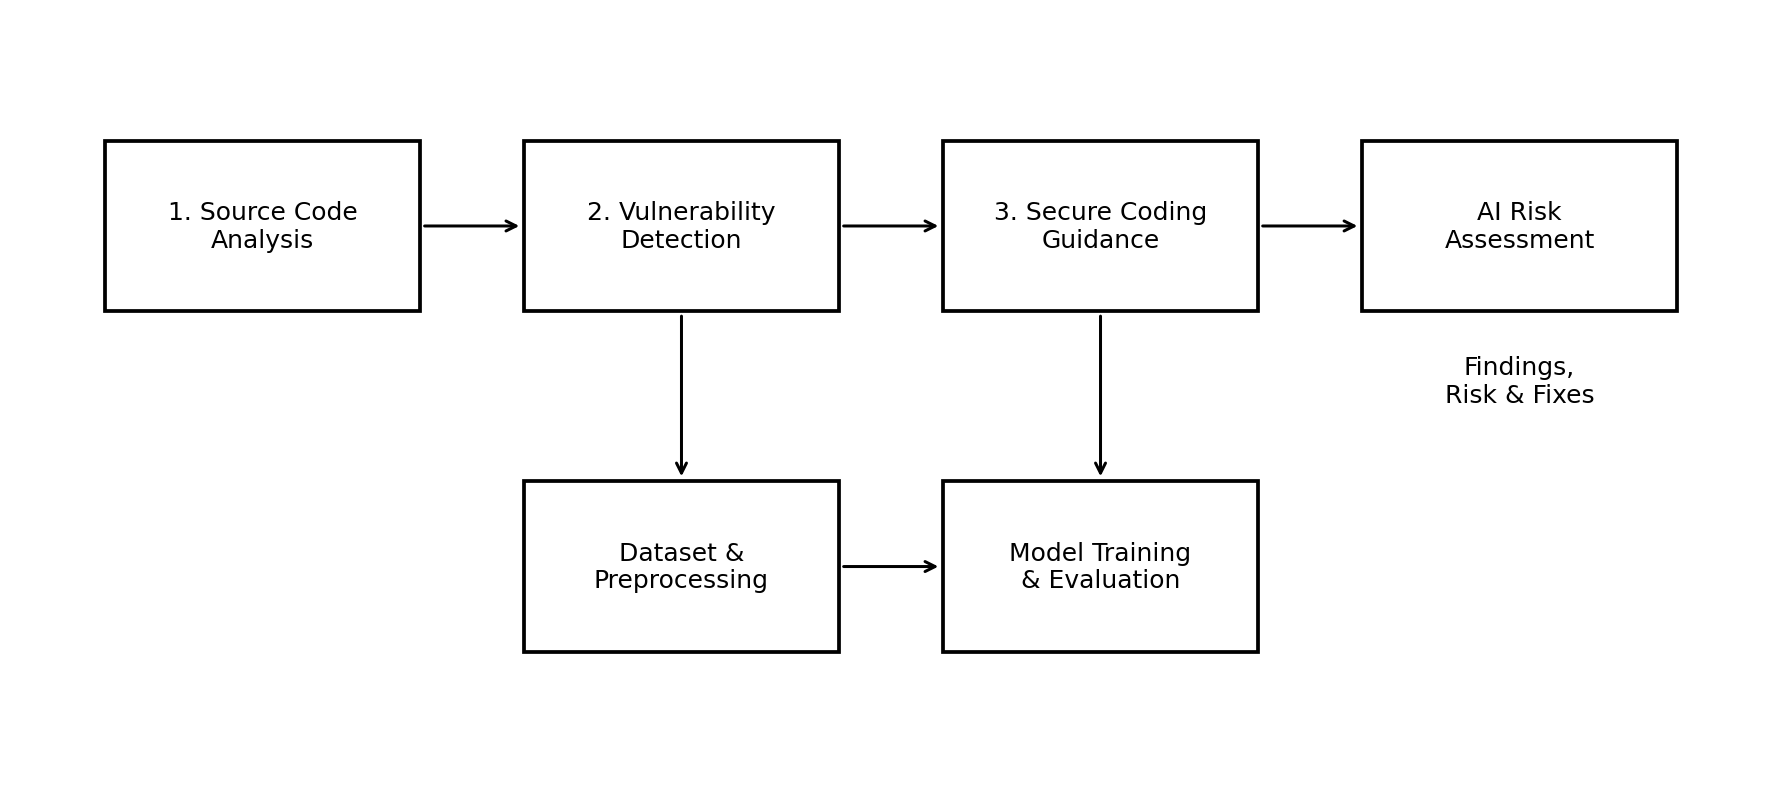 1. Source Code
Analysis
2. Vulnerability
Detection
3. Secure Coding
Guidance
AI Risk
Assessment
Findings,
Risk & Fixes
Dataset &
Preprocessing
Model Training
& Evaluation